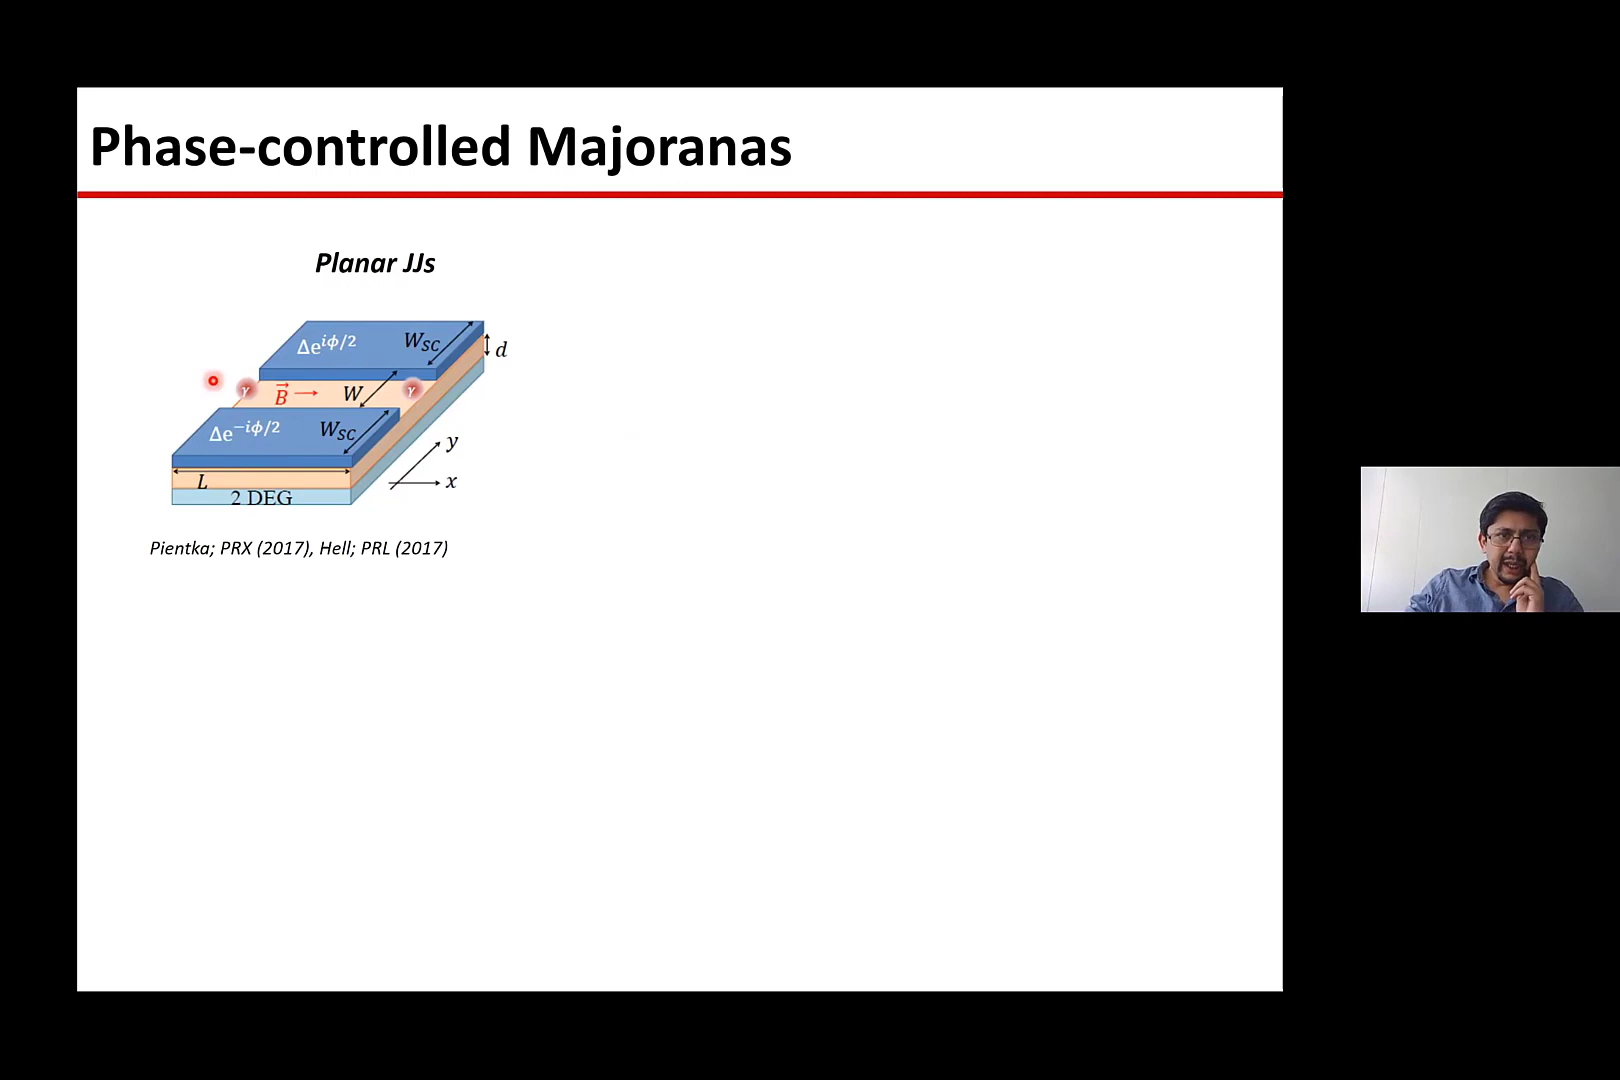 Phase-controlled Majoranas
Planar JJs
Δe^{iϕ/2}
W_{SC}
d
γ
B⃗ →
W
γ
Δe^{−iϕ/2}
W_{SC}
y
L
x
2 DEG
Pientka; PRX (2017), Hell; PRL (2017)